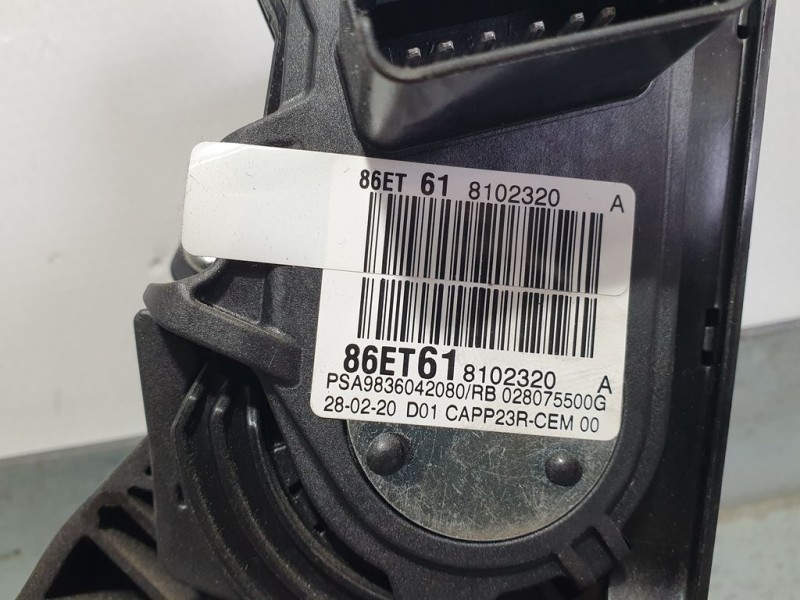 86ET 61 8102320 A
86ET61 8102320 A
PSA9836042080/RB 028075500G
28-02-20 D01 CAPP23R-CEM 00